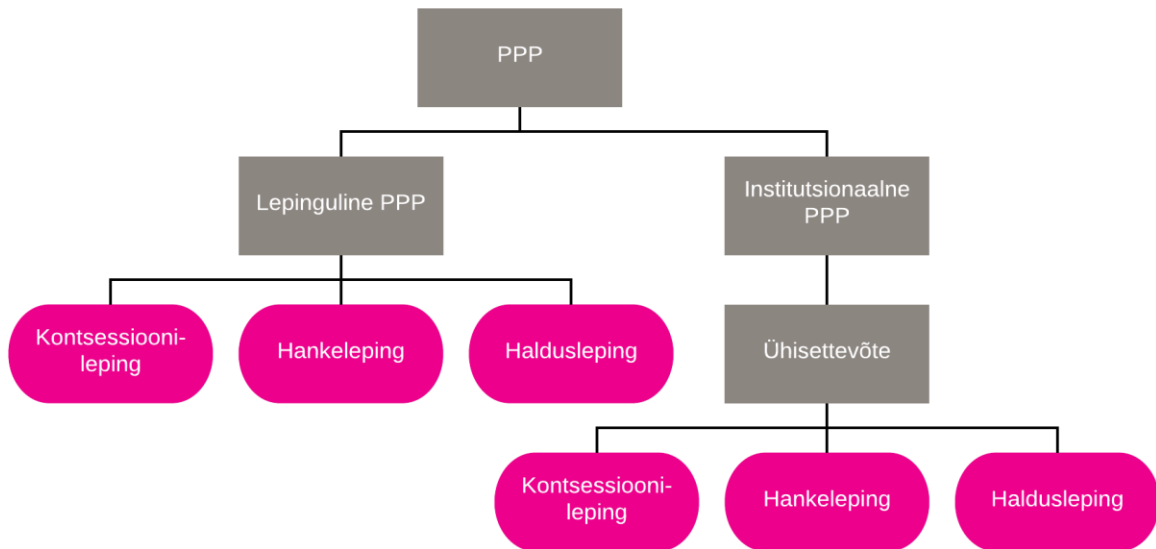 PPP
Lepinguline PPP
Institutsionaalne
PPP
Kontsessiooni-
leping
Hankeleping
Haldusleping
Ühisettevõte
Kontsessiooni-
leping
Hankeleping
Haldusleping